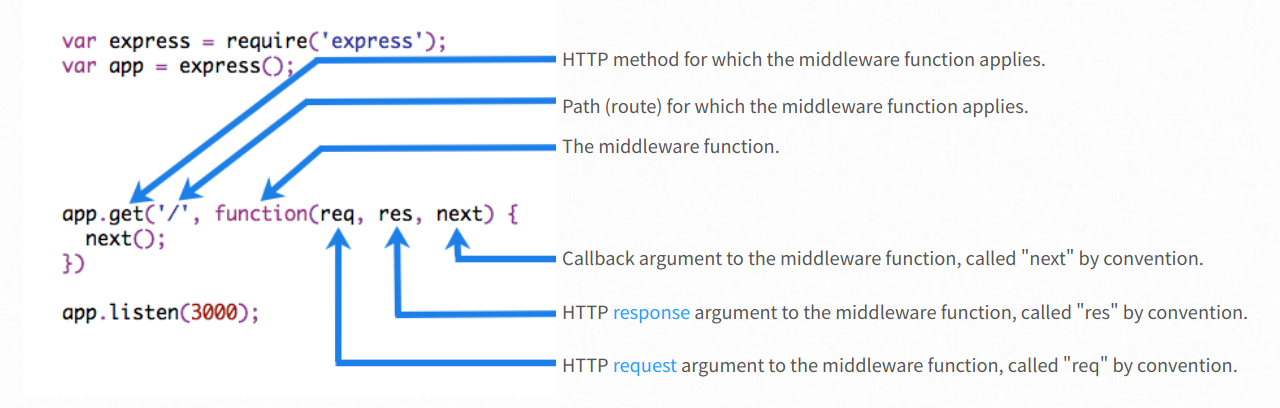 var express = require('express');
var app = express();
HTTP method for which the middleware function applies.
Path (route) for which the middleware function applies.
The middleware function.
app.get('/', function(req, res, next) {
  next();
})
Callback argument to the middleware function, called "next" by convention.
app.listen(3000);
HTTP response argument to the middleware function, called "res" by convention.
HTTP request argument to the middleware function, called "req" by convention.